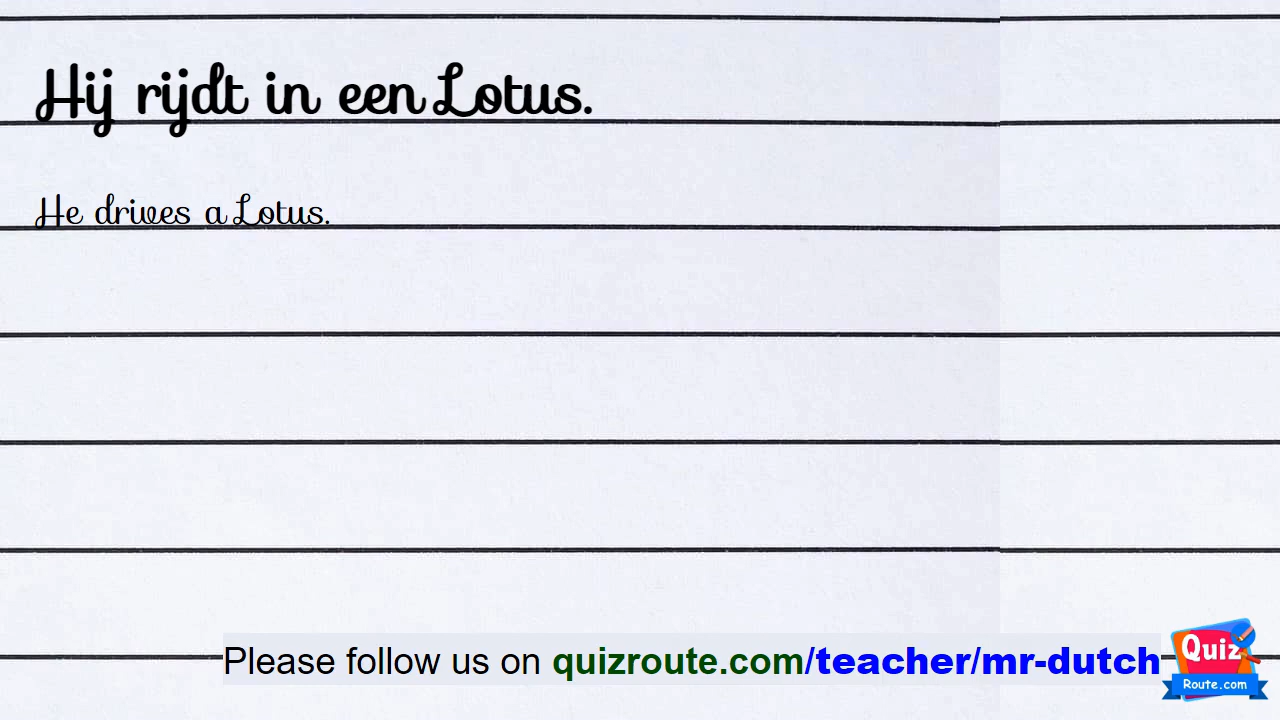 Hij rijdt in een Lotus.
He drives a Lotus.
Please follow us on quizroute.com/teacher/mr-dutch
Quiz
Route.com